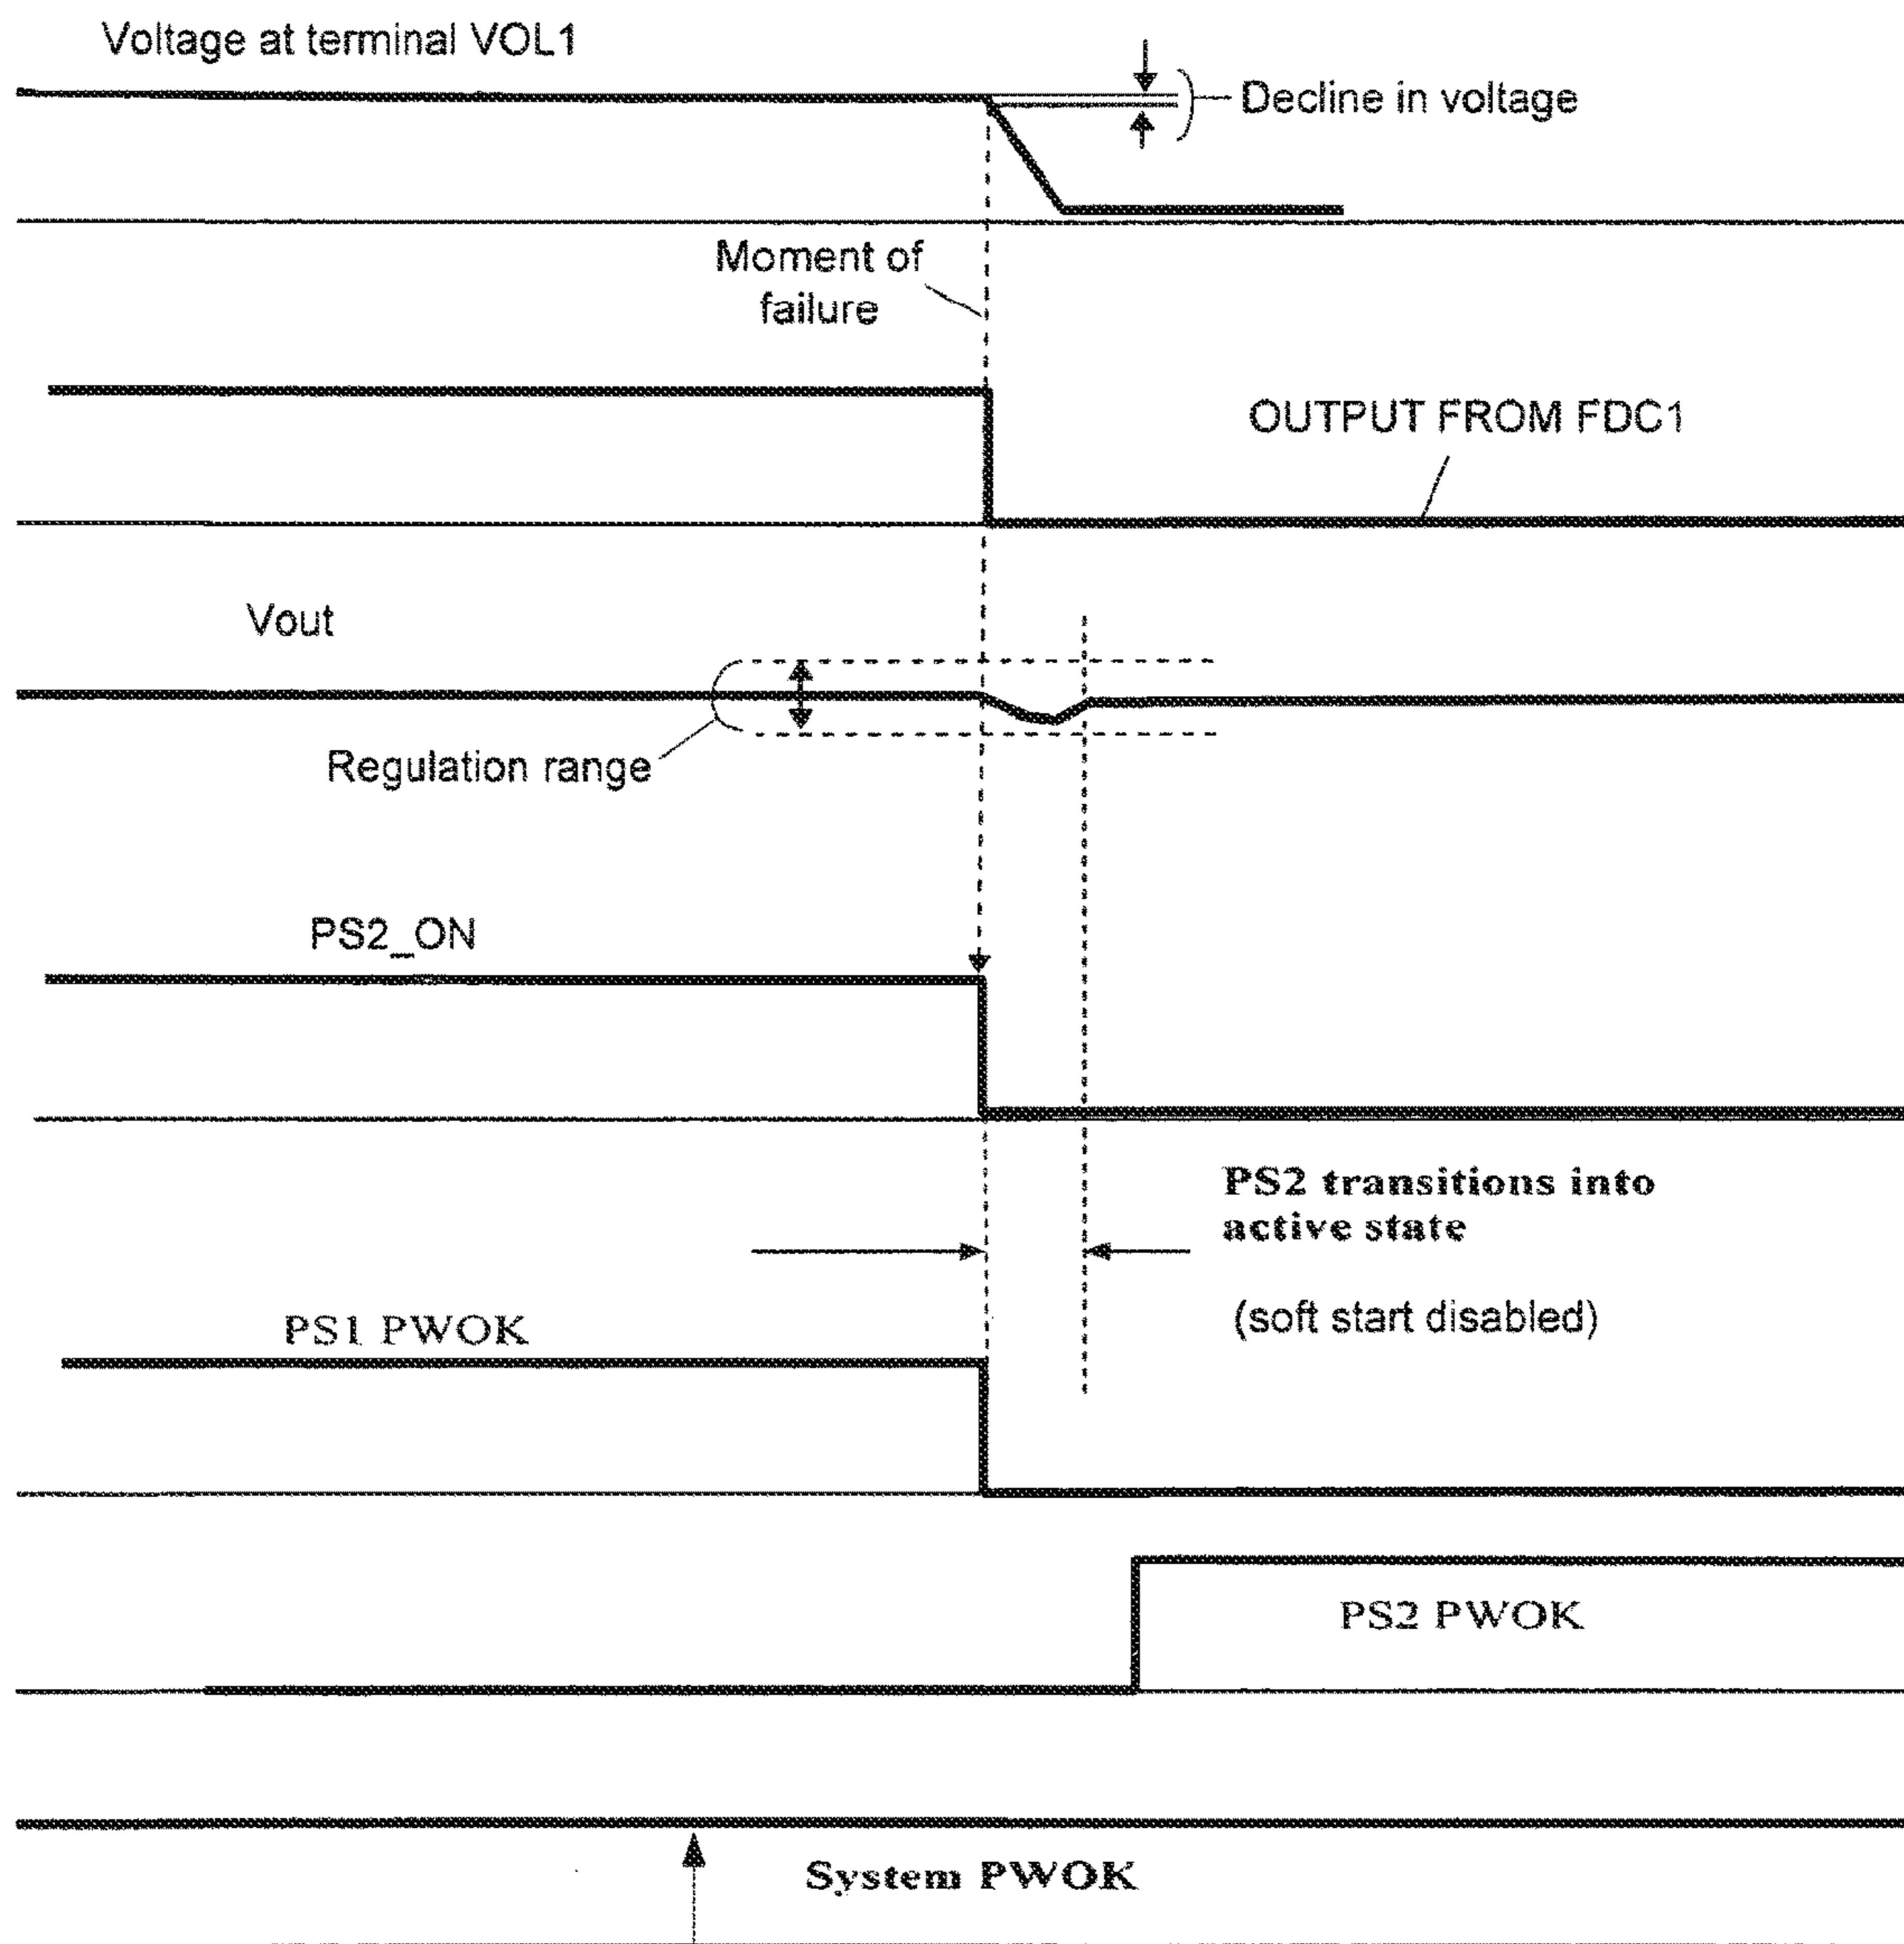 Voltage at terminal VOL1
Decline in voltage
Moment of
failure
OUTPUT FROM FDC1
Vout
Regulation range
PS2_ON
PS2 transitions into
active state
(soft start disabled)
PS1 PWOK
PS2 PWOK
System PWOK